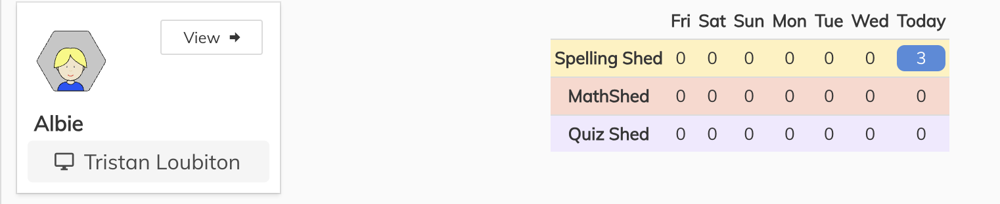 View
Albie
Tristan Loubiton
Fri Sat Sun Mon Tue Wed Today
Spelling Shed 0 0 0 0 0 0 3
MathShed 0 0 0 0 0 0 0
Quiz Shed 0 0 0 0 0 0 0